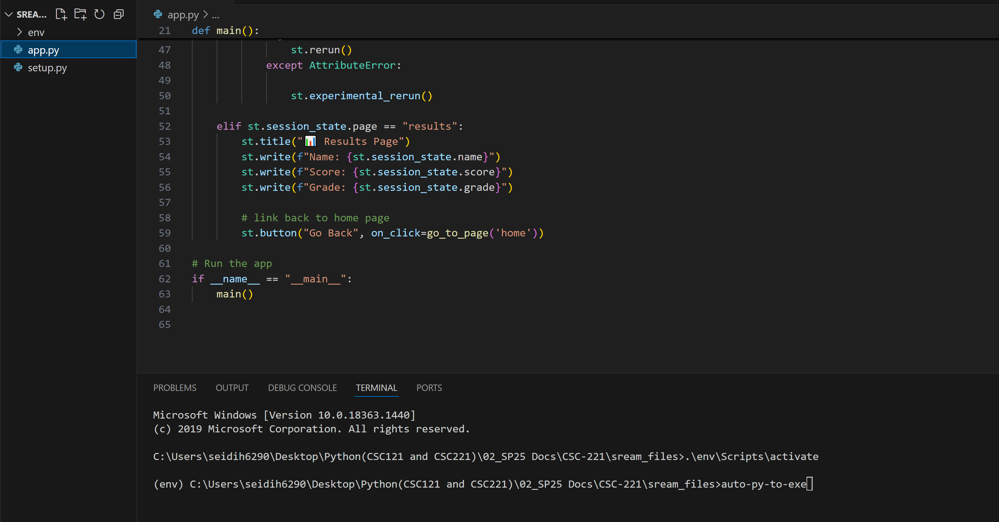 SREA...
env
app.py
setup.py
app.py > ...
21 def main():
47 st.rerun()
48 except AttributeError:
49
50 st.experimental_rerun()
51
52 elif st.session_state.page == "results":
53 st.title("📊 Results Page")
54 st.write(f"Name: {st.session_state.name}")
55 st.write(f"Score: {st.session_state.score}")
56 st.write(f"Grade: {st.session_state.grade}")
57
58 # link back to home page
59 st.button("Go Back", on_click=go_to_page('home'))
60
61 # Run the app
62 if __name__ == "__main__":
63 main()
64
65
PROBLEMS OUTPUT DEBUG CONSOLE TERMINAL PORTS
Microsoft Windows [Version 10.0.18363.1440]
(c) 2019 Microsoft Corporation. All rights reserved.
C:\Users\seidih6290\Desktop\Python(CSC121 and CSC221)\02_SP25 Docs\CSC-221\sream_files>.\env\Scripts\activate
(env) C:\Users\seidih6290\Desktop\Python(CSC121 and CSC221)\02_SP25 Docs\CSC-221\sream_files>auto-py-to-exe